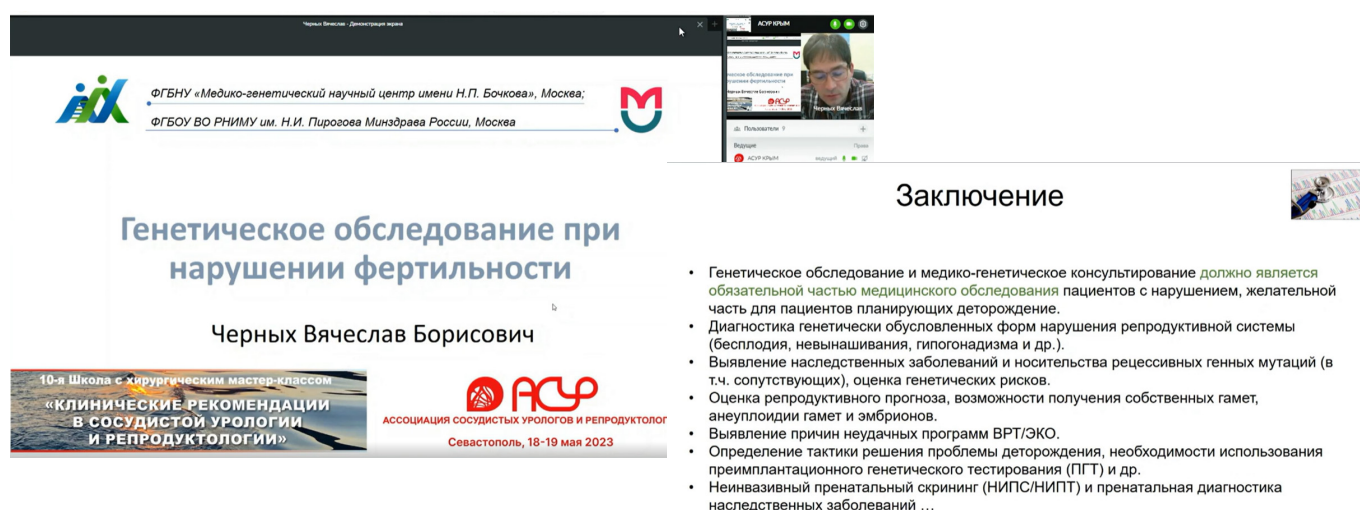 Черных Вячеслав - Демонстрация экрана
АСУР КРЫМ
ФГБНУ «Медико-генетический научный центр имени Н.П. Бочкова», Москва;
ФГБОУ ВО РНИМУ им. Н.И. Пирогова Минздрава России, Москва
Черных Вячеслав
Пользователи 9
Ведущие
Права
АСУР КРЫМ
ведущий
Генетическое обследование при
нарушении фертильности
Черных Вячеслав Борисович
10-я Школа с хирургическим мастер-классом
«КЛИНИЧЕСКИЕ РЕКОМЕНДАЦИИ
В СОСУДИСТОЙ УРОЛОГИИ
И РЕПРОДУКТОЛОГИИ»
АСУР
АССОЦИАЦИЯ СОСУДИСТЫХ УРОЛОГОВ И РЕПРОДУКТОЛОГ
Севастополь, 18-19 мая 2023
Заключение
• Генетическое обследование и медико-генетическое консультирование должно является
обязательной частью медицинского обследования пациентов с нарушением, желательной
часть для пациентов планирующих деторождение.
• Диагностика генетически обусловленных форм нарушения репродуктивной системы
(бесплодия, невынашивания, гипогонадизма и др.).
• Выявление наследственных заболеваний и носительства рецессивных генных мутаций (в
т.ч. сопутствующих), оценка генетических рисков.
• Оценка репродуктивного прогноза, возможности получения собственных гамет,
анеуплоидии гамет и эмбрионов.
• Выявление причин неудачных программ ВРТ/ЭКО.
• Определение тактики решения проблемы деторождения, необходимости использования
преимплантационного генетического тестирования (ПГТ) и др.
• Неинвазивный пренатальный скрининг (НИПС/НИПТ) и пренатальная диагностика
наследственных заболеваний …